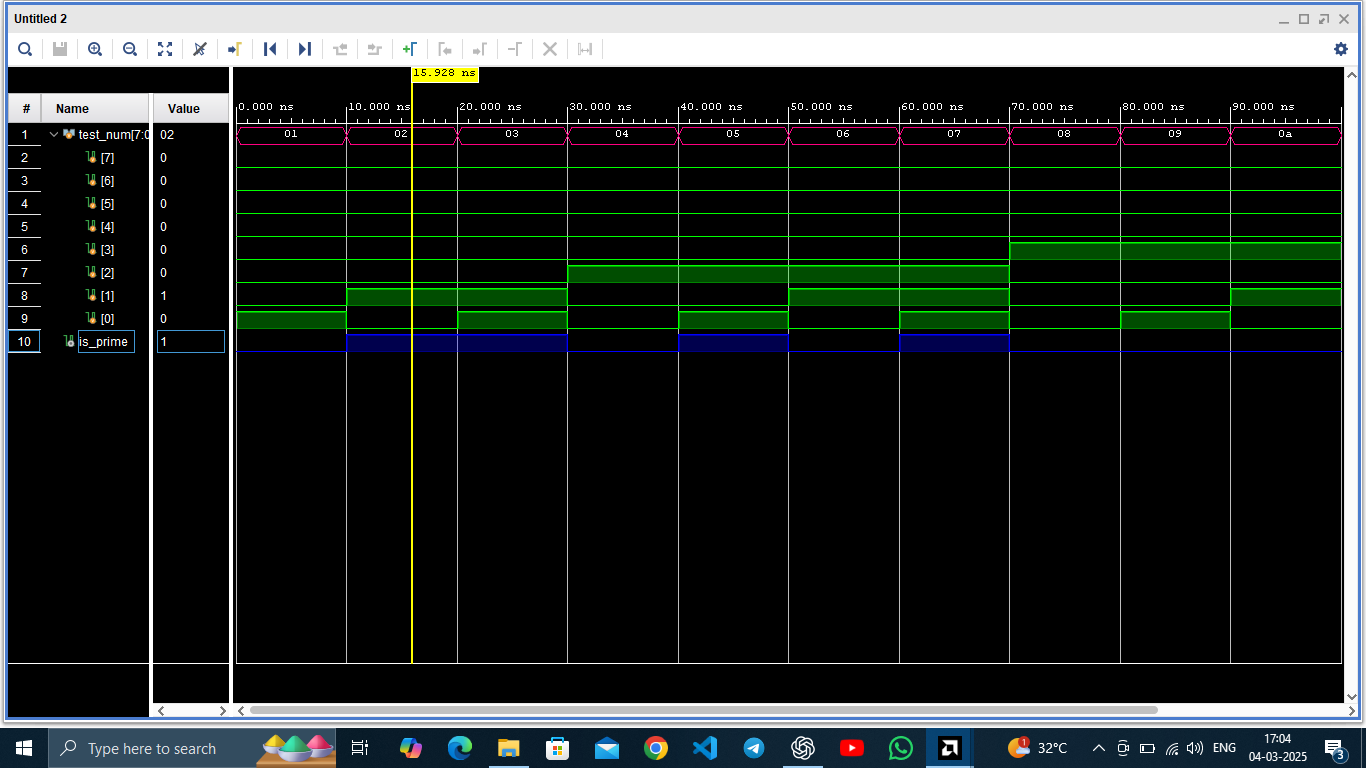 Untitled 2
15.928 ns
# Name Value
0.000 ns 10.000 ns 20.000 ns 30.000 ns 40.000 ns 50.000 ns 60.000 ns 70.000 ns 80.000 ns 90.000 ns
1 test_num[7:0 02 01 02 03 04 05 06 07 08 09 0a
2 [7] 0
3 [6] 0
4 [5] 0
5 [4] 0
6 [3] 0
7 [2] 0
8 [1] 1
9 [0] 0
10 is_prime 1
Type here to search
1
32°C
ENG
17:04
04-03-2025
3